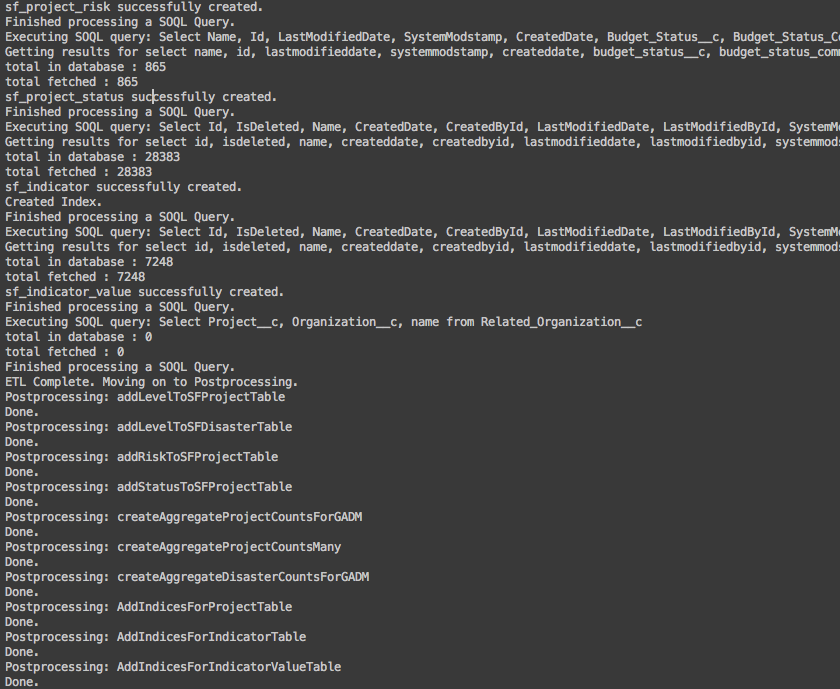 sf_project_risk successfully created.
Finished processing a SOQL Query.
Executing SOQL query: Select Name, Id, LastModifiedDate, SystemModstamp, CreatedDate, Budget_Status__c, Budget_Status_Co
Getting results for select name, id, lastmodifieddate, systemmodstamp, createddate, budget_status__c, budget_status_com
total in database : 865
total fetched : 865
sf_project_status successfully created.
Finished processing a SOQL Query.
Executing SOQL query: Select Id, IsDeleted, Name, CreatedDate, CreatedById, LastModifiedDate, LastModifiedById, SystemMo
Getting results for select id, isdeleted, name, createddate, createdbyid, lastmodifieddate, lastmodifiedbyid, systemmods
total in database : 28383
total fetched : 28383
sf_indicator successfully created.
Created Index.
Finished processing a SOQL Query.
Executing SOQL query: Select Id, IsDeleted, Name, CreatedDate, CreatedById, LastModifiedDate, LastModifiedById, SystemMo
Getting results for select id, isdeleted, name, createddate, createdbyid, lastmodifieddate, lastmodifiedbyid, systemmods
total in database : 7248
total fetched : 7248
sf_indicator_value successfully created.
Finished processing a SOQL Query.
Executing SOQL query: Select Project__c, Organization__c, name from Related_Organization__c
total in database : 0
total fetched : 0
Finished processing a SOQL Query.
ETL Complete. Moving on to Postprocessing.
Postprocessing: addLevelToSFProjectTable
Done.
Postprocessing: addLevelToSFDisasterTable
Done.
Postprocessing: addRiskToSFProjectTable
Done.
Postprocessing: addStatusToSFProjectTable
Done.
Postprocessing: createAggregateProjectCountsForGADM
Done.
Postprocessing: createAggregateProjectCountsMany
Done.
Postprocessing: createAggregateDisasterCountsForGADM
Done.
Postprocessing: AddIndicesForProjectTable
Done.
Postprocessing: AddIndicesForIndicatorTable
Done.
Postprocessing: AddIndicesForIndicatorValueTable
Done.